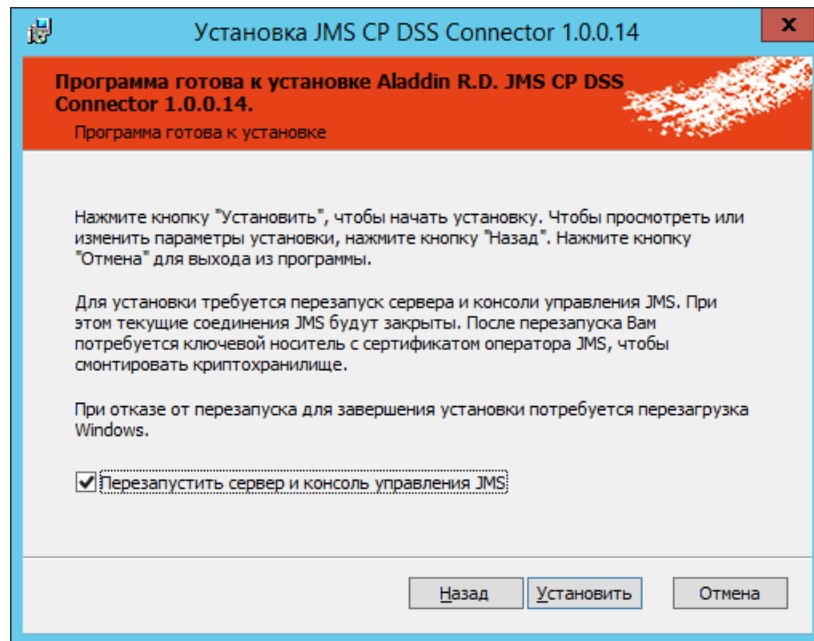 Установка JMS CP DSS Connector 1.0.0.14
x
Программа готова к установке Aladdin R.D. JMS CP DSS
Connector 1.0.0.14.
Программа готова к установке
Нажмите кнопку "Установить", чтобы начать установку. Чтобы просмотреть или
изменить параметры установки, нажмите кнопку "Назад". Нажмите кнопку
"Отмена" для выхода из программы.
Для установки требуется перезапуск сервера и консоли управления JMS. При
этом текущие соединения JMS будут закрыты. После перезапуска Вам
потребуется ключевой носитель с сертификатом оператора JMS, чтобы
смонтировать криптохранилище.
При отказе от перезапуска для завершения установки потребуется перезагрузка
Windows.
Перезапустить сервер и консоль управления JMS
Назад Установить Отмена